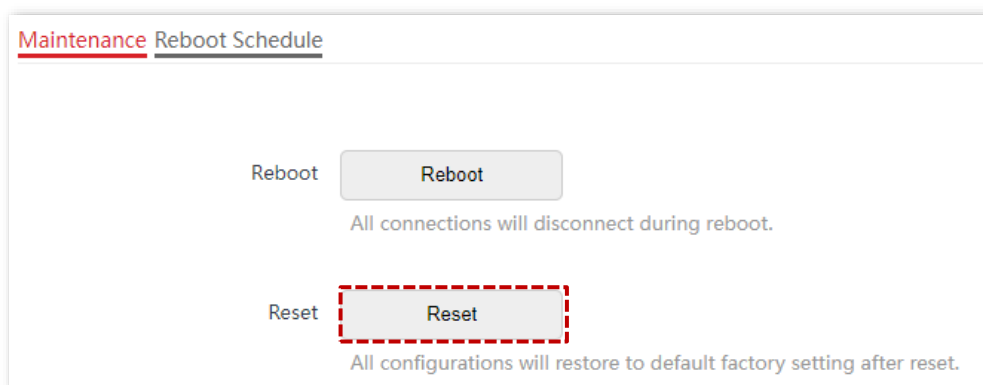 Maintenance Reboot Schedule
Reboot Reboot
All connections will disconnect during reboot.
Reset Reset
All configurations will restore to default factory setting after reset.